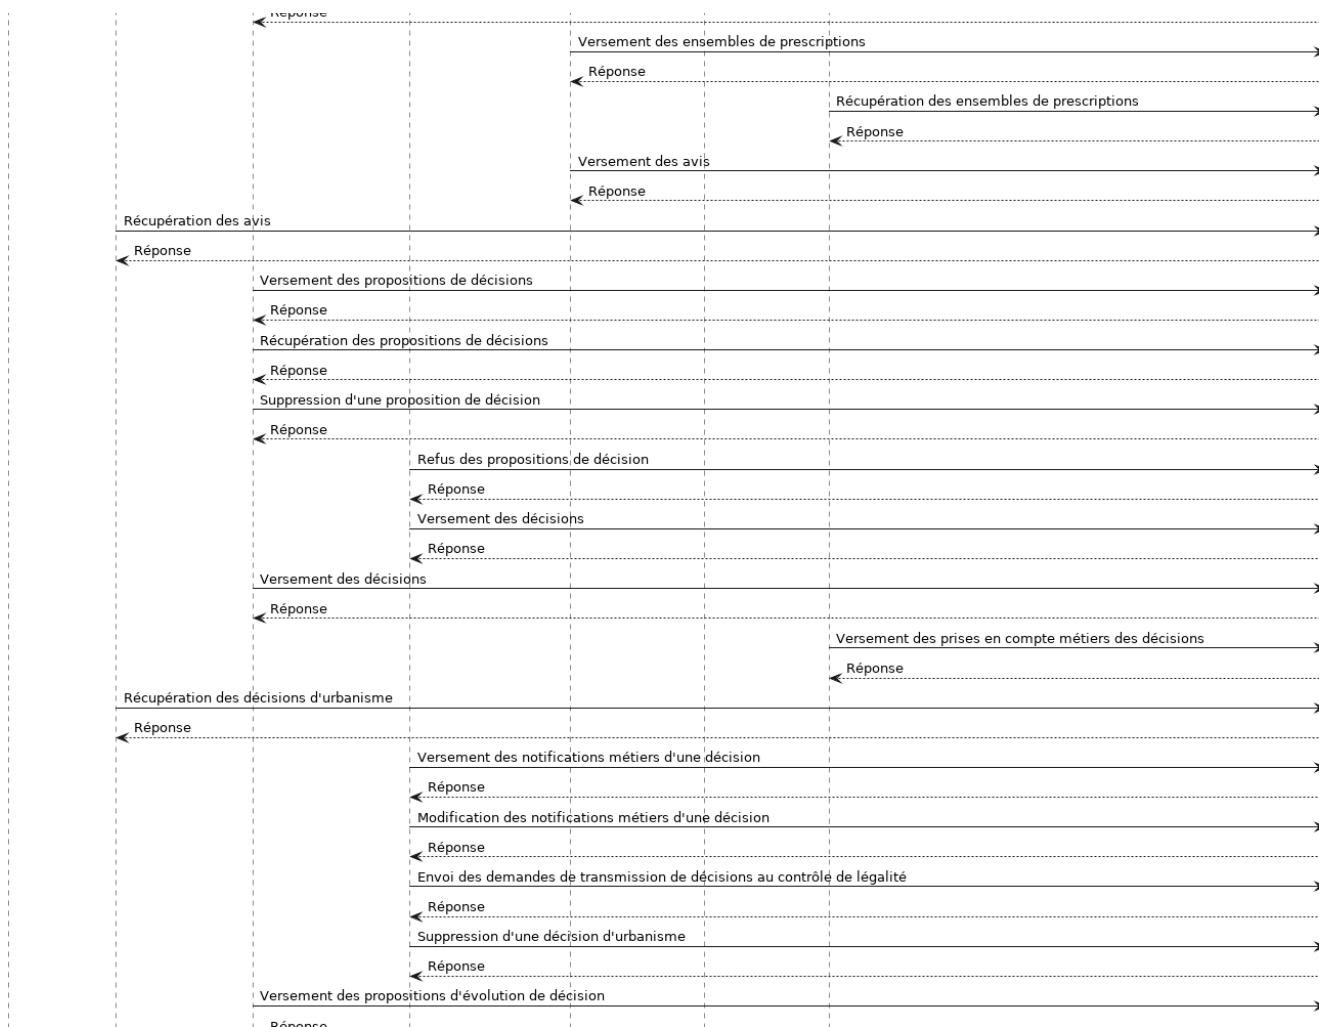 Réponse
Versement des ensembles de prescriptions
Réponse
Récupération des ensembles de prescriptions
Réponse
Versement des avis
Réponse
Récupération des avis
Réponse
Versement des propositions de décisions
Réponse
Récupération des propositions de décisions
Réponse
Suppression d'une proposition de décision
Réponse
Refus des propositions de décision
Réponse
Versement des décisions
Réponse
Versement des décisions
Réponse
Versement des prises en compte métiers des décisions
Réponse
Récupération des décisions d'urbanisme
Réponse
Versement des notifications métiers d'une décision
Réponse
Modification des notifications métiers d'une décision
Réponse
Envoi des demandes de transmission de décisions au contrôle de légalité
Réponse
Suppression d'une décision d'urbanisme
Réponse
Versement des propositions d'évolution de décision
Réponse